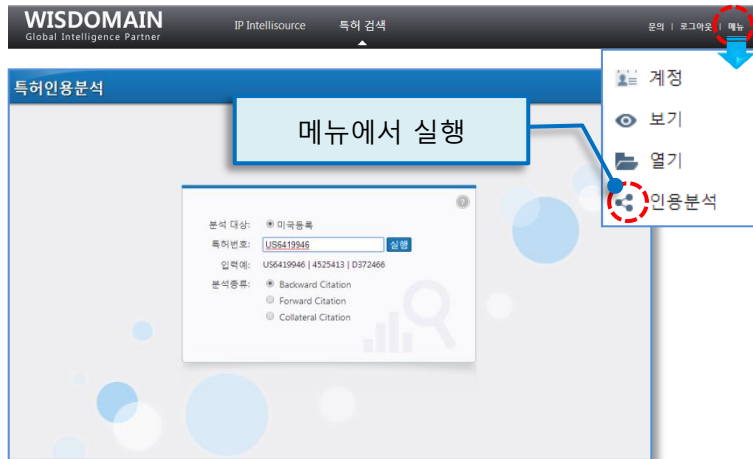 WISDOMAIN
Global Intelligence Partner
IP Intellisource 특허 검색
문의 | 로그아웃 | 메뉴
특허인용분석
메뉴에서 실행
계정
보기
열기
인용분석
분석 대상: 미국등록
특허번호: US6419946 실행
입력예: US6419946 | 4525413 | D372466
분석종류: Backward Citation
Forward Citation
Collateral Citation